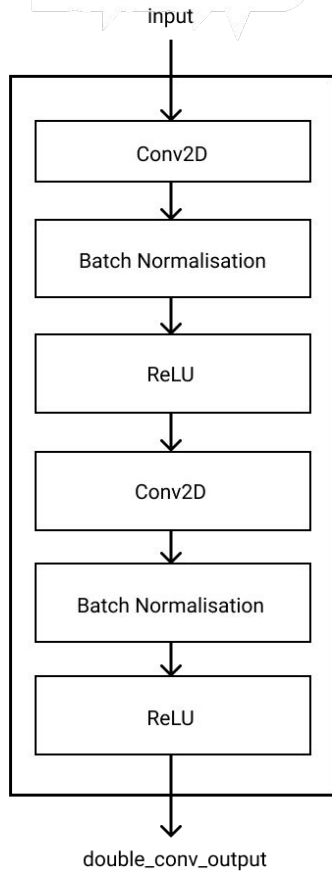 input
Conv2D
Batch Normalisation
ReLU
Conv2D
Batch Normalisation
ReLU
double_conv_output